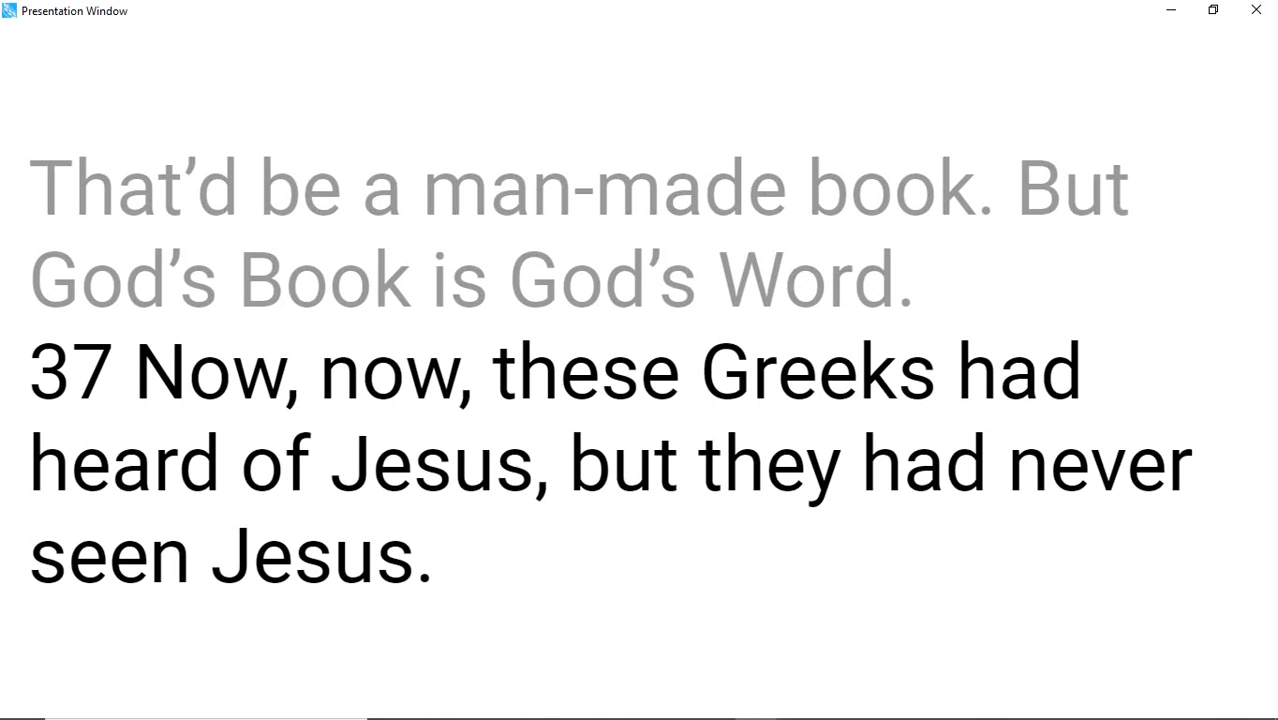 Presentation Window
That’d be a man-made book. But
God’s Book is God’s Word.
37 Now, now, these Greeks had
heard of Jesus, but they had never
seen Jesus.